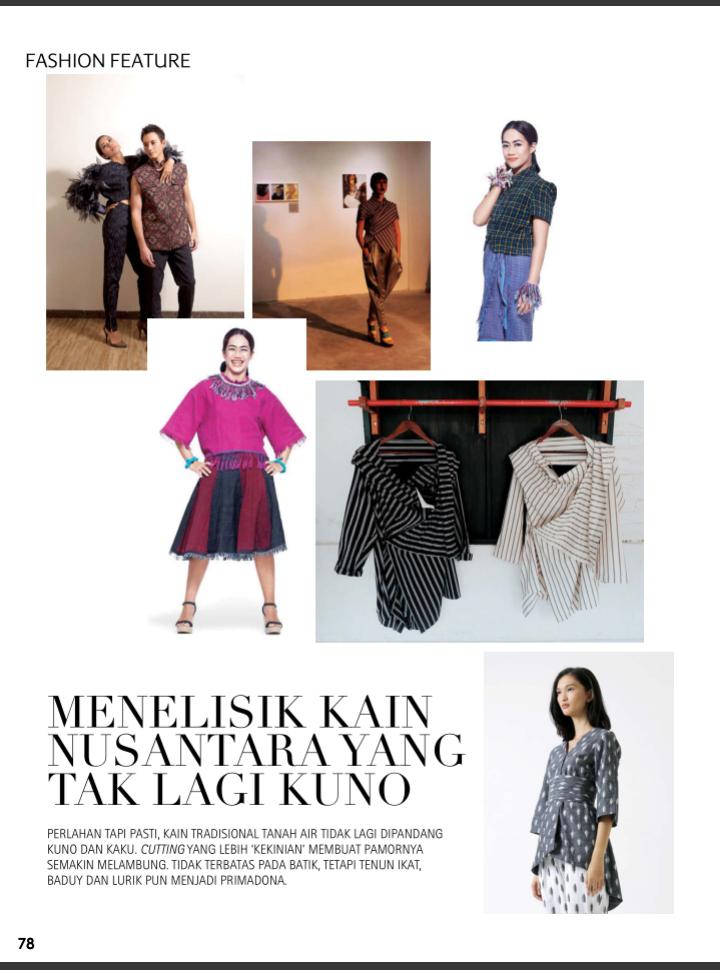 FASHION FEATURE
MENELISIK KAIN
NUSANTARA YANG
TAK LAGI KUNO
PERLAHAN TAPI PASTI, KAIN TRADISIONAL TANAH AIR TIDAK LAGI DIPANDANG
KUNO DAN KAKU. CUTTING YANG LEBIH ‘KEKINIAN’ MEMBUAT PAMORNYA
SEMAKIN MELAMBUNG. TIDAK TERBATAS PADA BATIK, TETAPI TENUN IKAT,
BADUY DAN LURIK PUN MENJADI PRIMADONA.
78